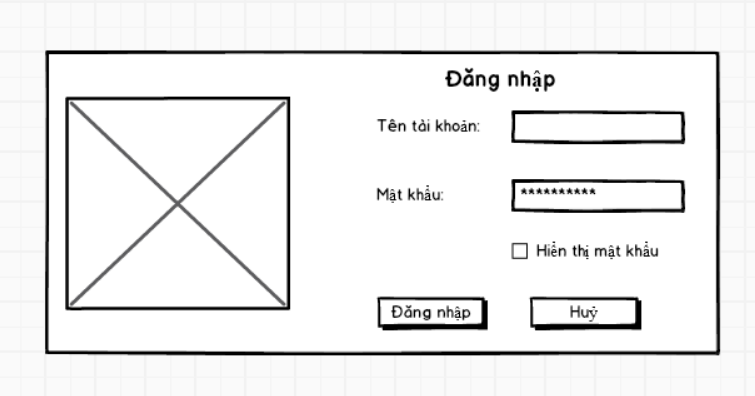 Đăng nhập
Tên tài khoản:
Mật khẩu:
**********
Hiển thị mật khẩu
Đăng nhập
Huỷ